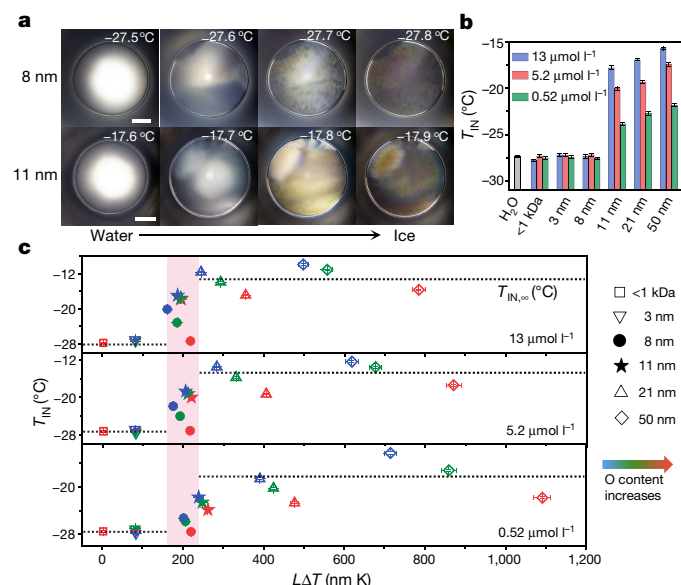 a
−27.5 °C −27.6 °C −27.7 °C −27.8 °C
8 nm
−17.6 °C −17.7 °C −17.8 °C −17.9 °C
11 nm
Water Ice
b
−15
−20
−25
−30
T_IN (°C)
13 μmol l⁻¹
5.2 μmol l⁻¹
0.52 μmol l⁻¹
H₂O <1 kDa 3 nm 8 nm 11 nm 21 nm 50 nm
c
−12
−20
−28
T_IN,∞ (°C)
13 μmol l⁻¹
−12
−20
−28
T_IN (°C)
5.2 μmol l⁻¹
−20
−28
0.52 μmol l⁻¹
0 200 400 600 800 1,000 1,200
LΔT (nm K)
<1 kDa
3 nm
8 nm
11 nm
21 nm
50 nm
O content
increases